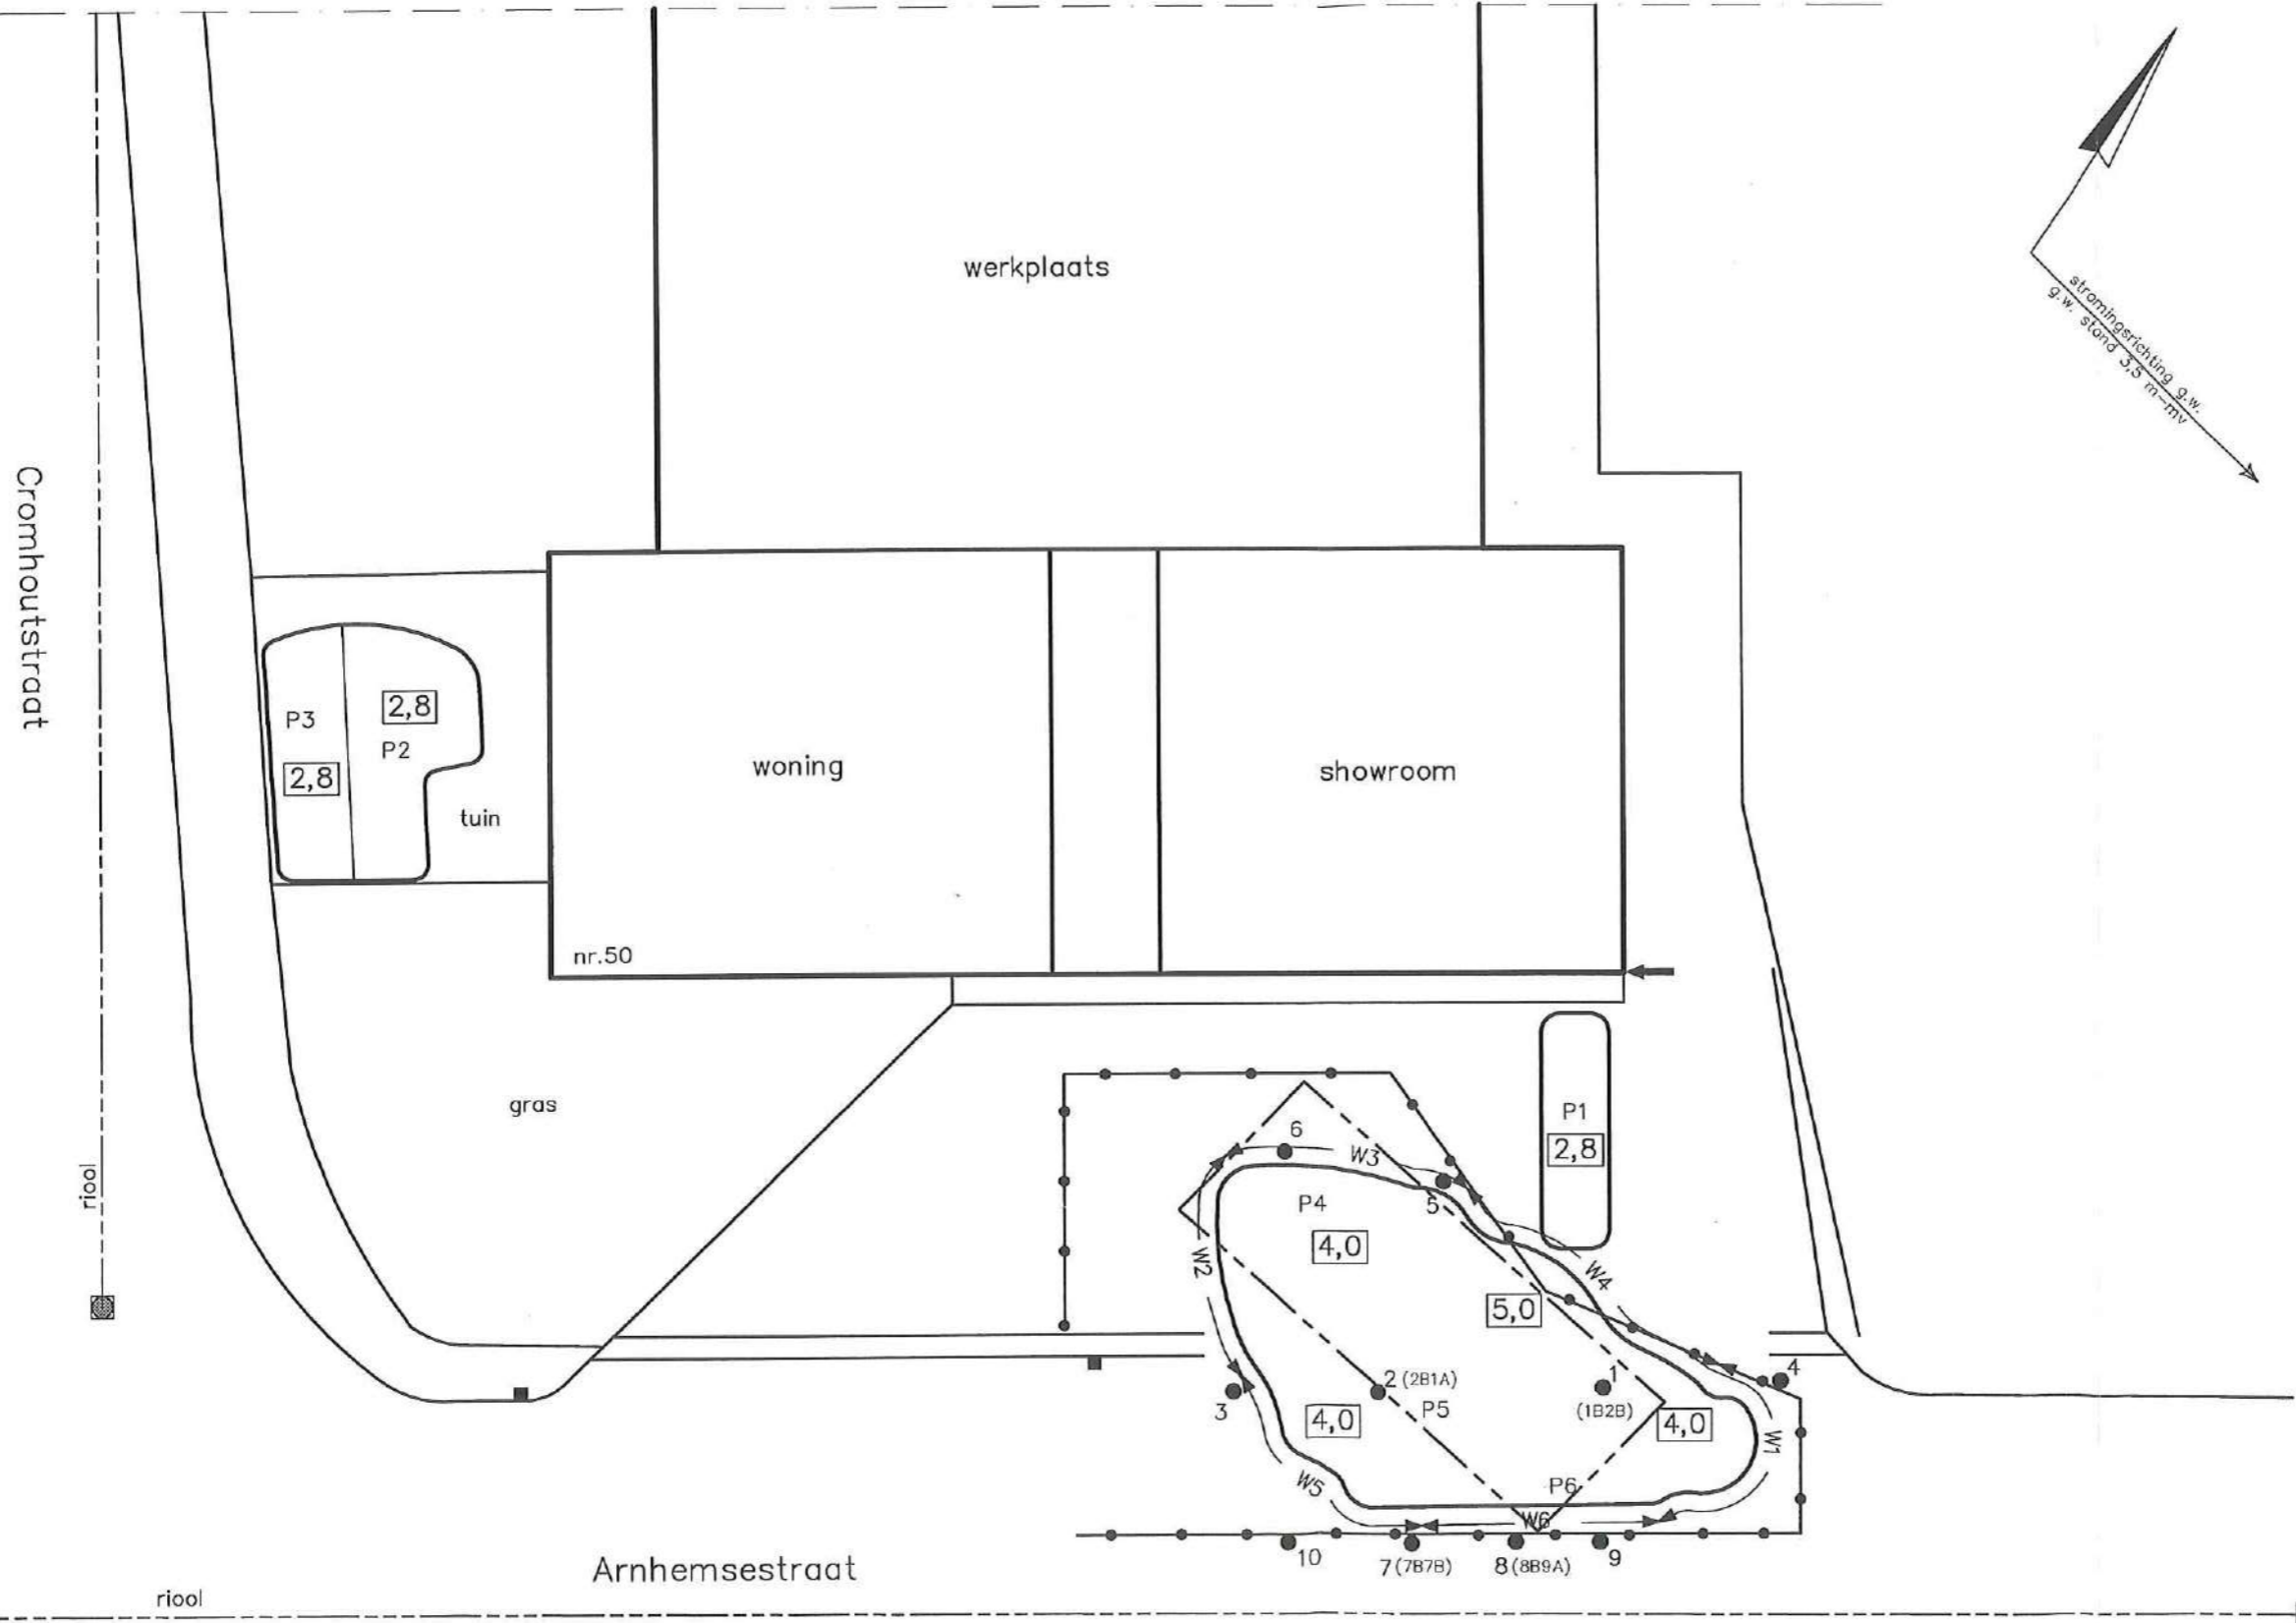 werkplaats
stromingsrichting g.w.
g.w. stand 3,5 m-mv
Cromhoutstraat
P3
2,8
2,8
P2
tuin
woning
showroom
nr.50
gras
riool
P1
2,8
6
W3
5
P4
4,0
W2
W4
5,0
4
2 (2B1A)
1
(1B2B)
P5
3
4,0
4,0
W1
W5
P6
W6
10
7(7B7B)
8(8B9A)
9
Arnhemsestraat
riool